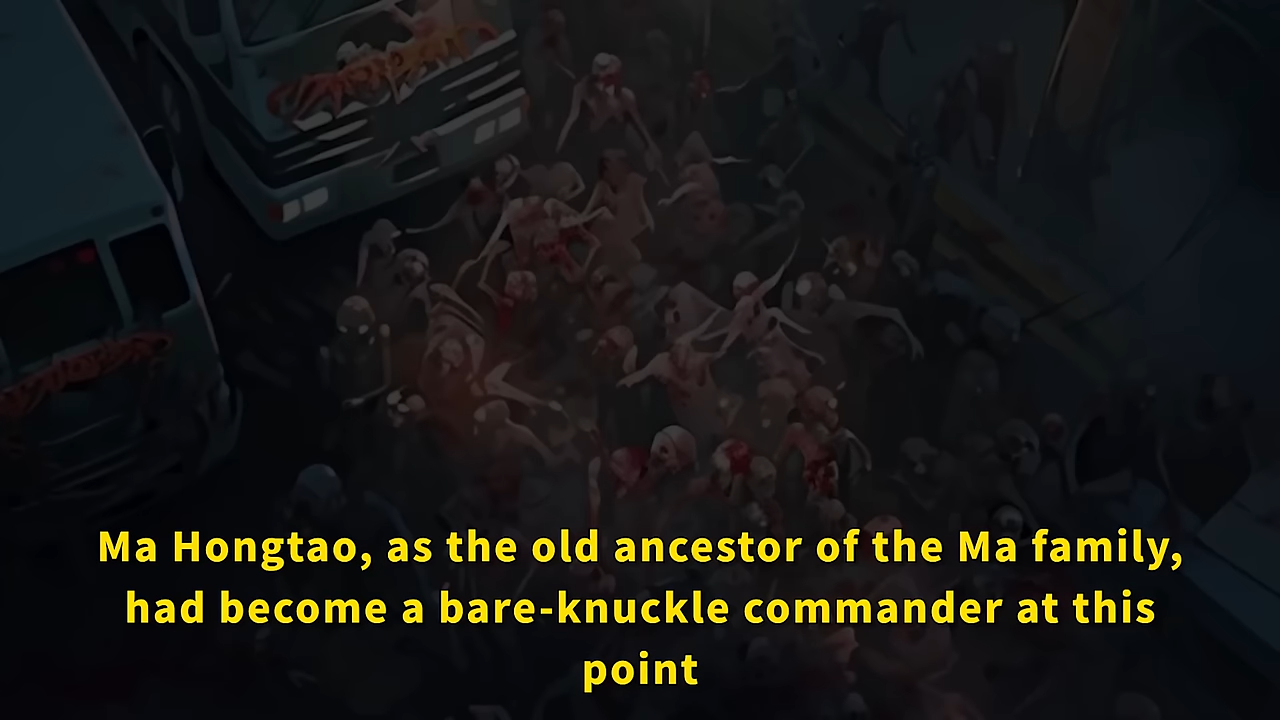 Ma Hongtao, as the old ancestor of the Ma family,
had become a bare-knuckle commander at this
point